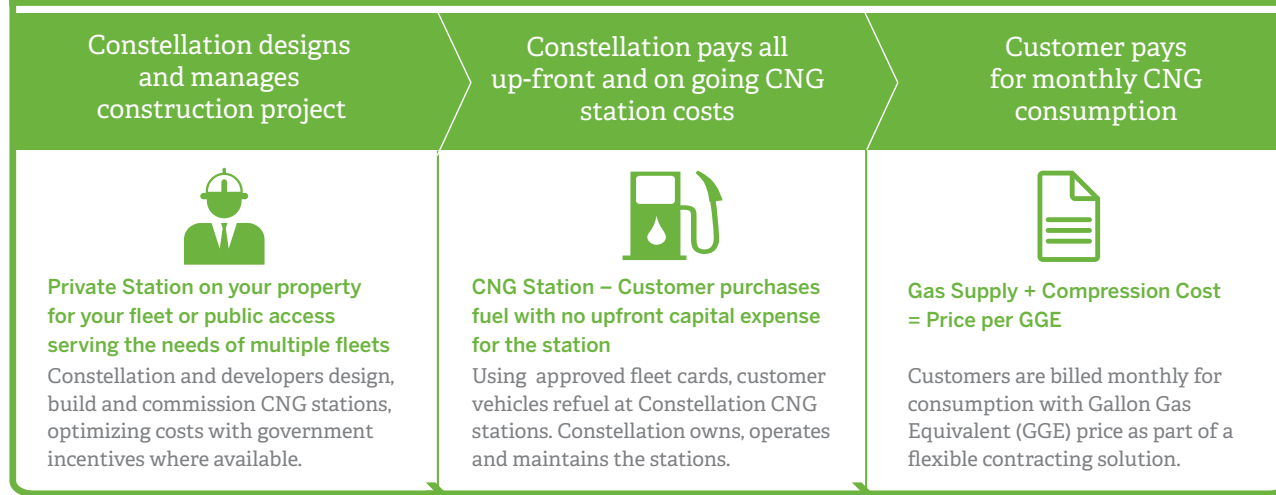 Constellation designs
and manages
construction project
Constellation pays all
up-front and on going CNG
station costs
Customer pays
for monthly CNG
consumption
Private Station on your property
for your fleet or public access
serving the needs of multiple fleets
Constellation and developers design,
build and commission CNG stations,
optimizing costs with government
incentives where available.
CNG Station – Customer purchases
fuel with no upfront capital expense
for the station
Using approved fleet cards, customer
vehicles refuel at Constellation CNG
stations. Constellation owns, operates
and maintains the stations.
Gas Supply + Compression Cost
= Price per GGE
Customers are billed monthly for
consumption with Gallon Gas
Equivalent (GGE) price as part of a
flexible contracting solution.